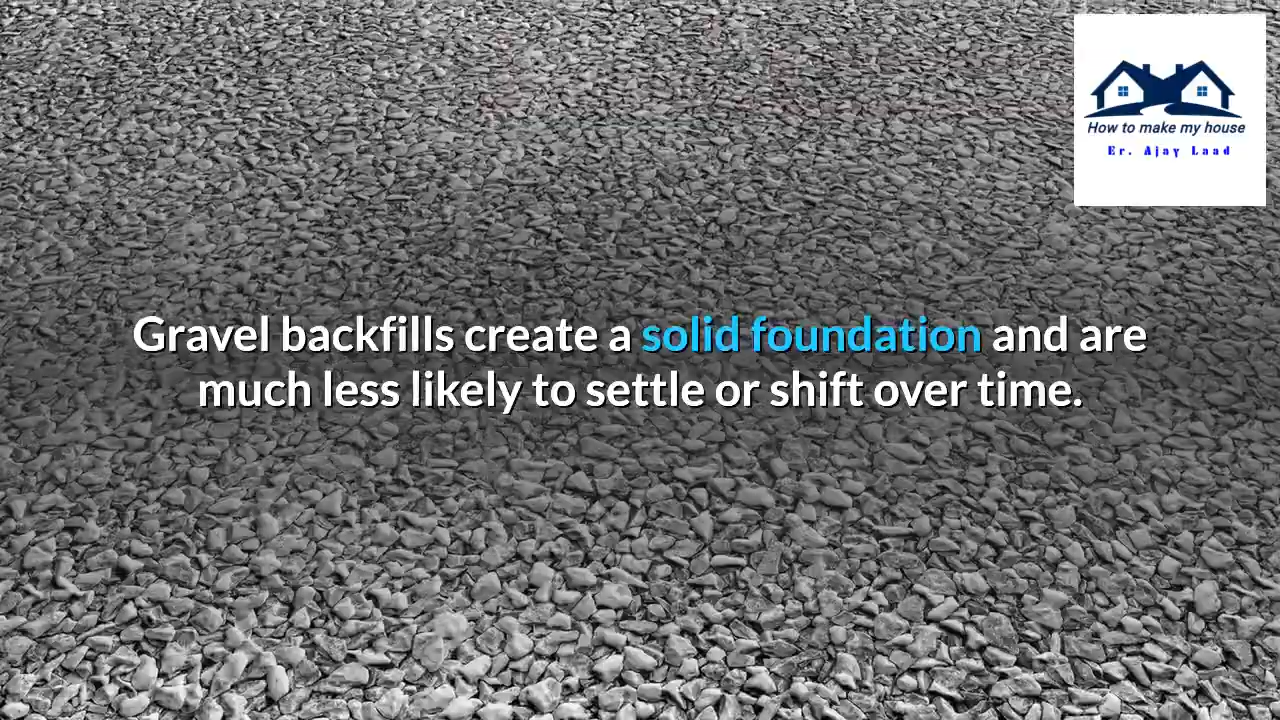 How to make my house
Er. Ajay Laad
Gravel backfills create a solid foundation and are
much less likely to settle or shift over time.